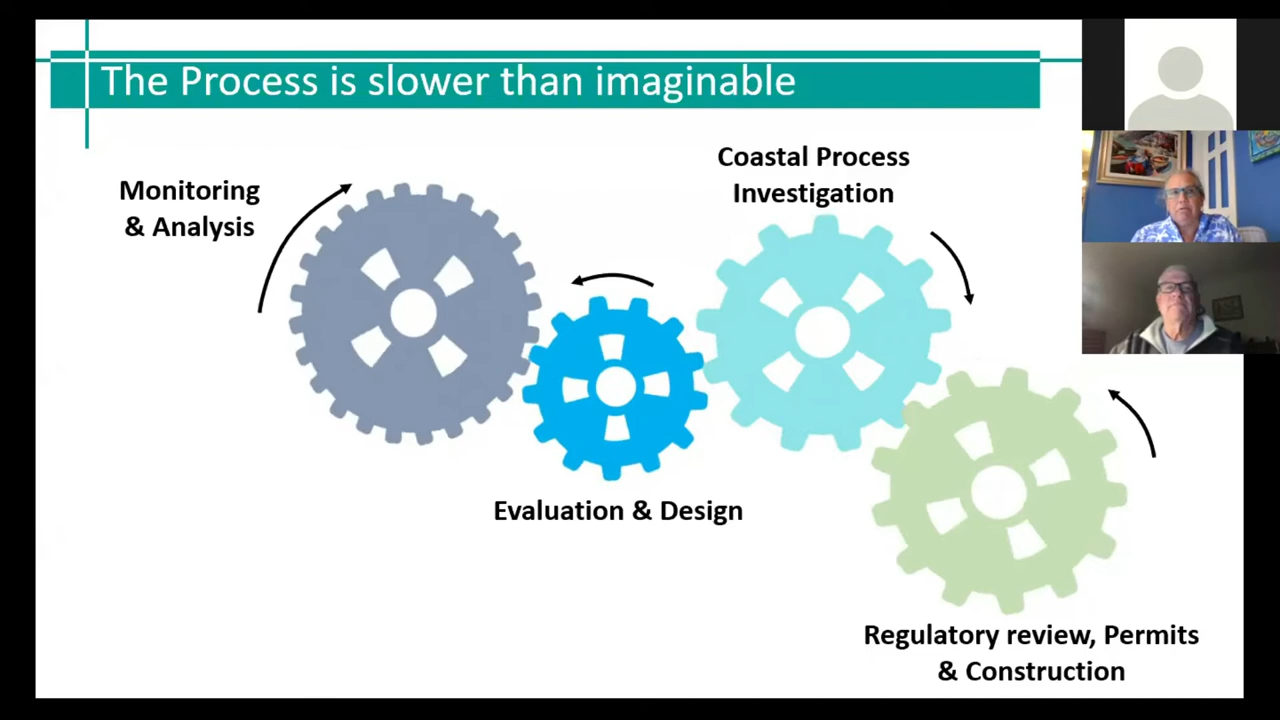 The Process is slower than imaginable
Monitoring
& Analysis
Coastal Process
Investigation
Evaluation & Design
Regulatory review, Permits
& Construction